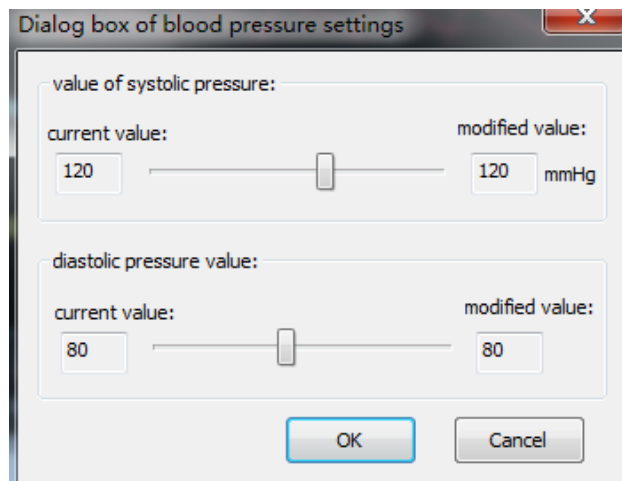 Dialog box of blood pressure settings
value of systolic pressure:
current value:
modified value:
120
120 mmHg
diastolic pressure value:
current value:
modified value:
80
80
OK
Cancel